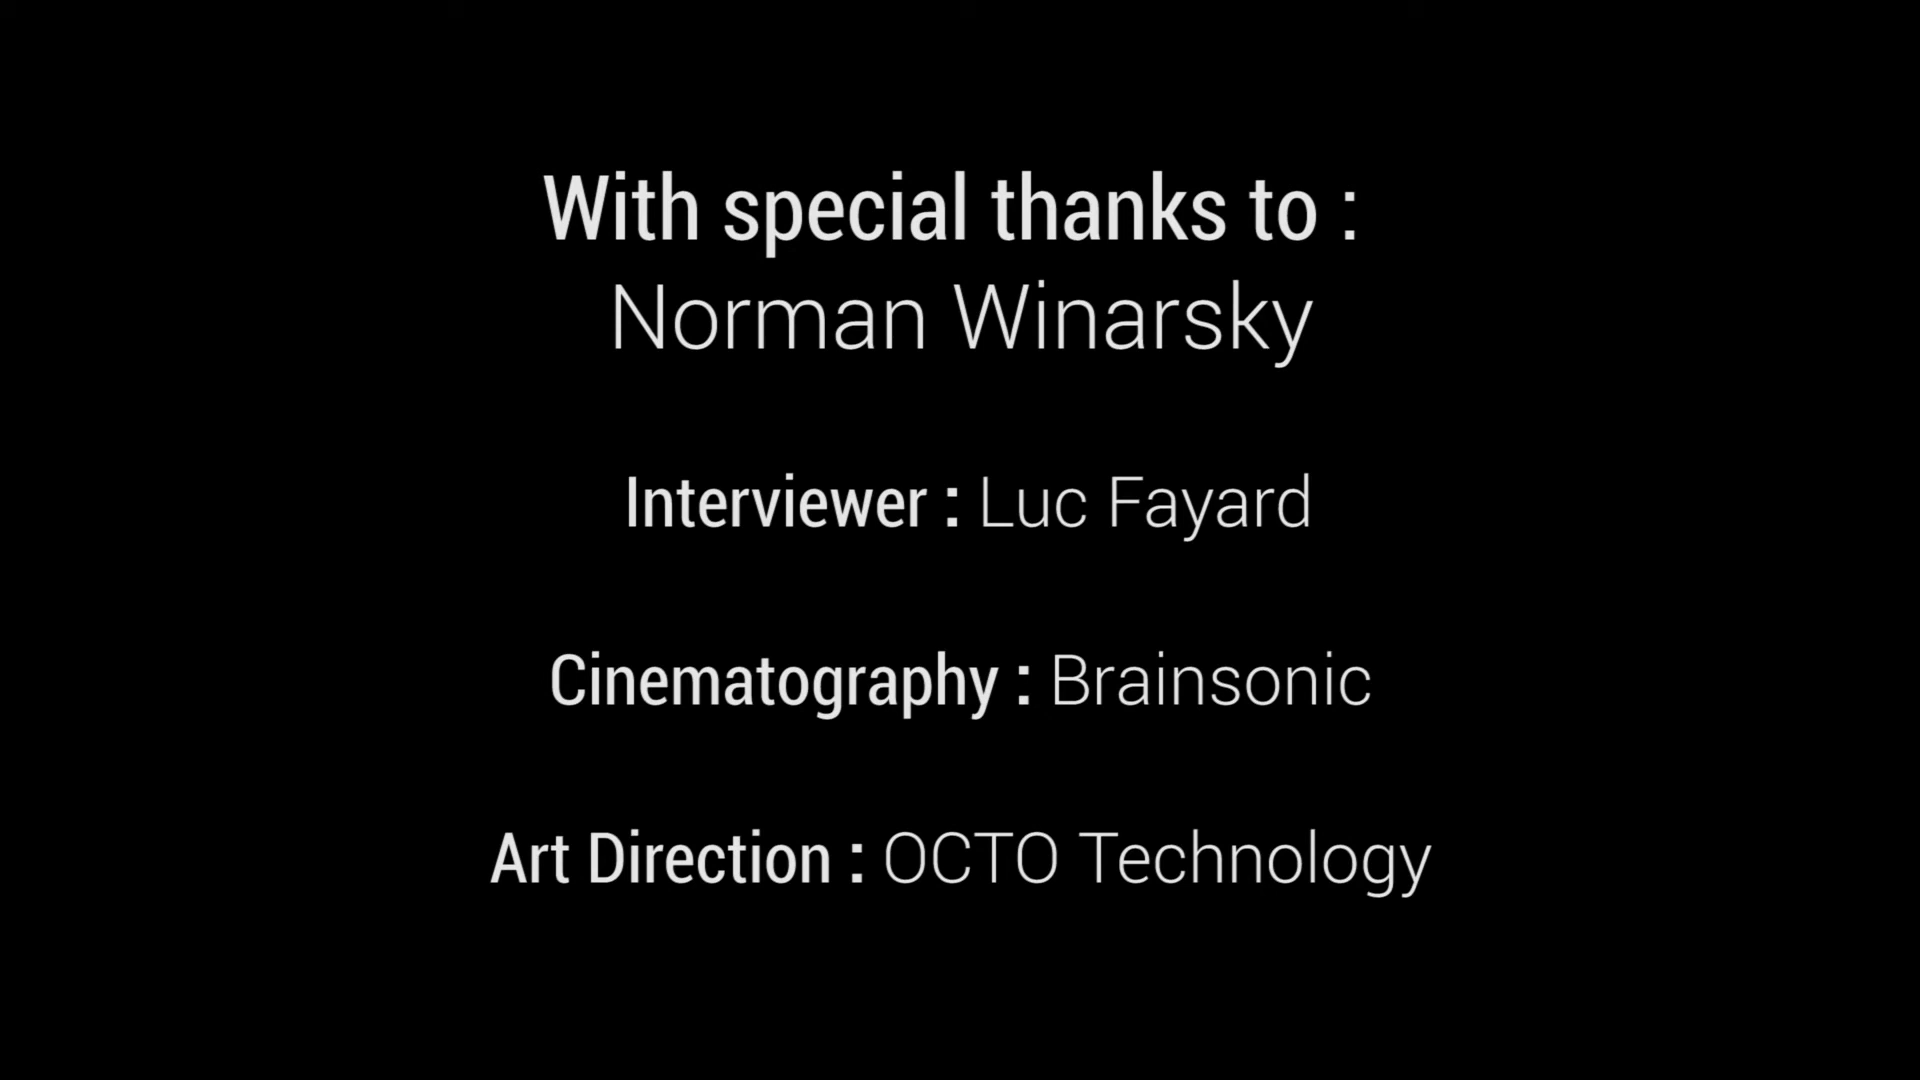 With special thanks to :
Norman Winarsky
Interviewer : Luc Fayard
Cinematography : Brainsonic
Art Direction : OCTO Technology